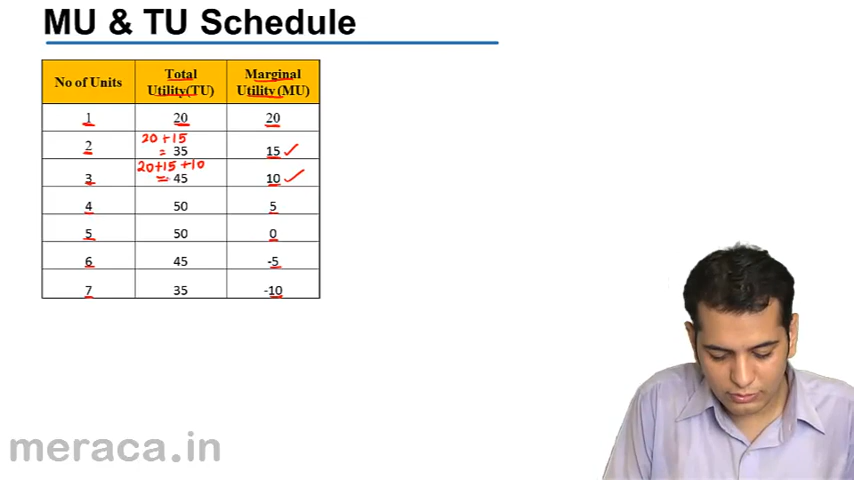 MU & TU Schedule
No of Units Total Utility(TU) Marginal Utility (MU)
1 20 20
20 + 15
2 = 35 15 ✓
20+15 +10
3 = 45 10 ✓
4 50 5
5 50 0
6 45 -5
7 35 -10
meraca.in